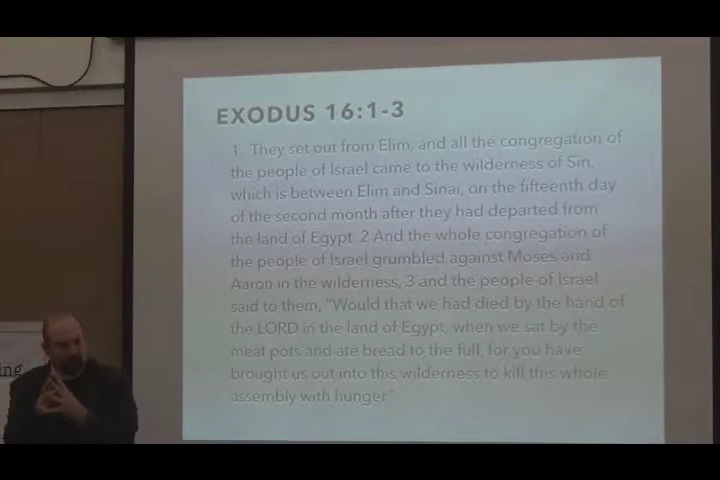 EXODUS 16:1-3
1 They set out from Elim, and all the congregation of
the people of Israel came to the wilderness of Sin,
which is between Elim and Sinai, on the fifteenth day
of the second month after they had departed from
the land of Egypt. 2 And the whole congregation of
the people of Israel grumbled against Moses and
Aaron in the wilderness, 3 and the people of Israel
said to them, "Would that we had died by the hand of
the LORD in the land of Egypt, when we sat by the
meat pots and ate bread to the full, for you have
brought us out into this wilderness to kill this whole
assembly with hunger"
ng